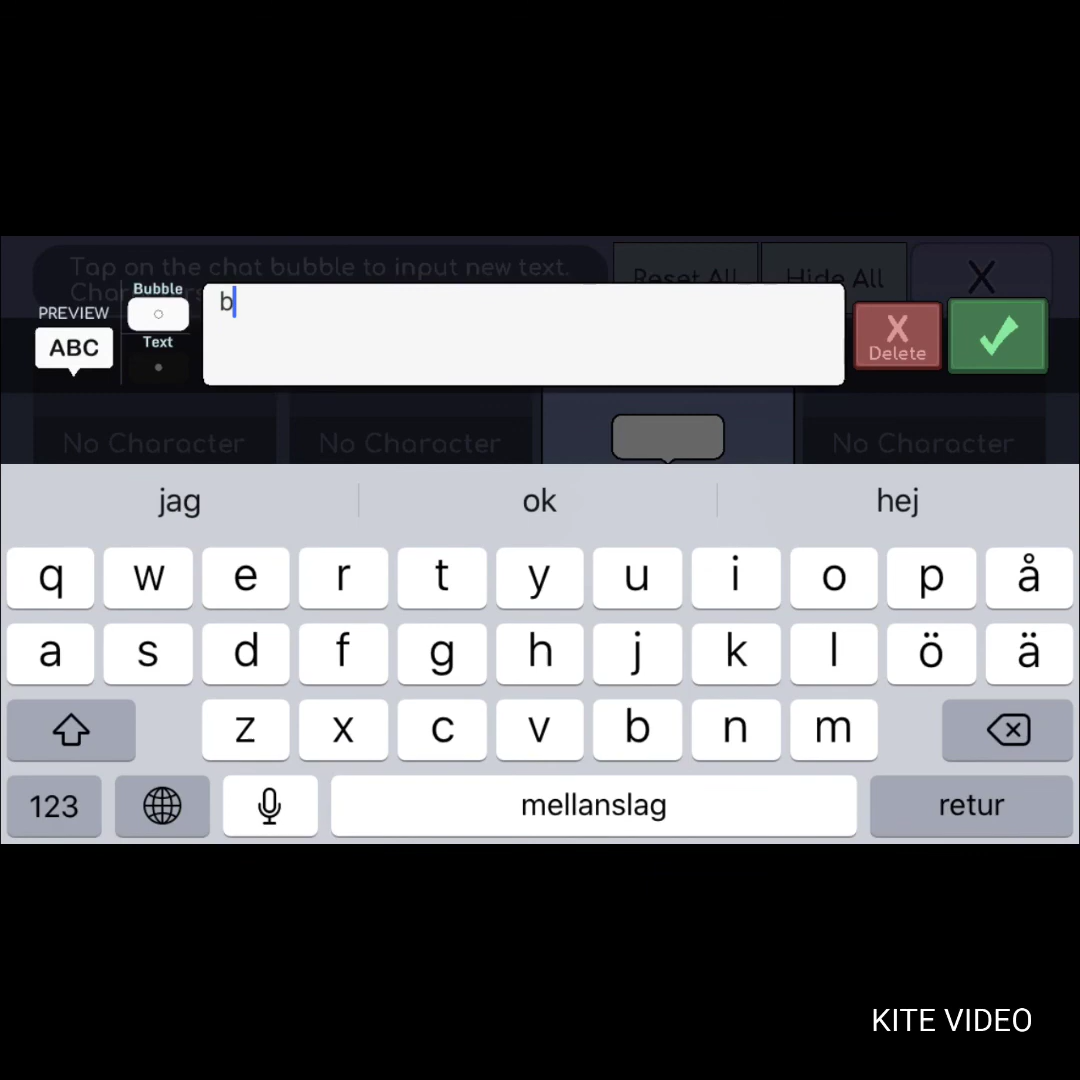 Tap on the chat bubble to input new text.
Reset All
Hide All
X
Bubble
PREVIEW
ABC
Text
b
X
Delete
No Character
No Character
No Character
jag
ok
hej
q w e r t y u i o p å
a s d f g h j k l ö ä
z x c v b n m
123
mellanslag
retur
KITE VIDEO